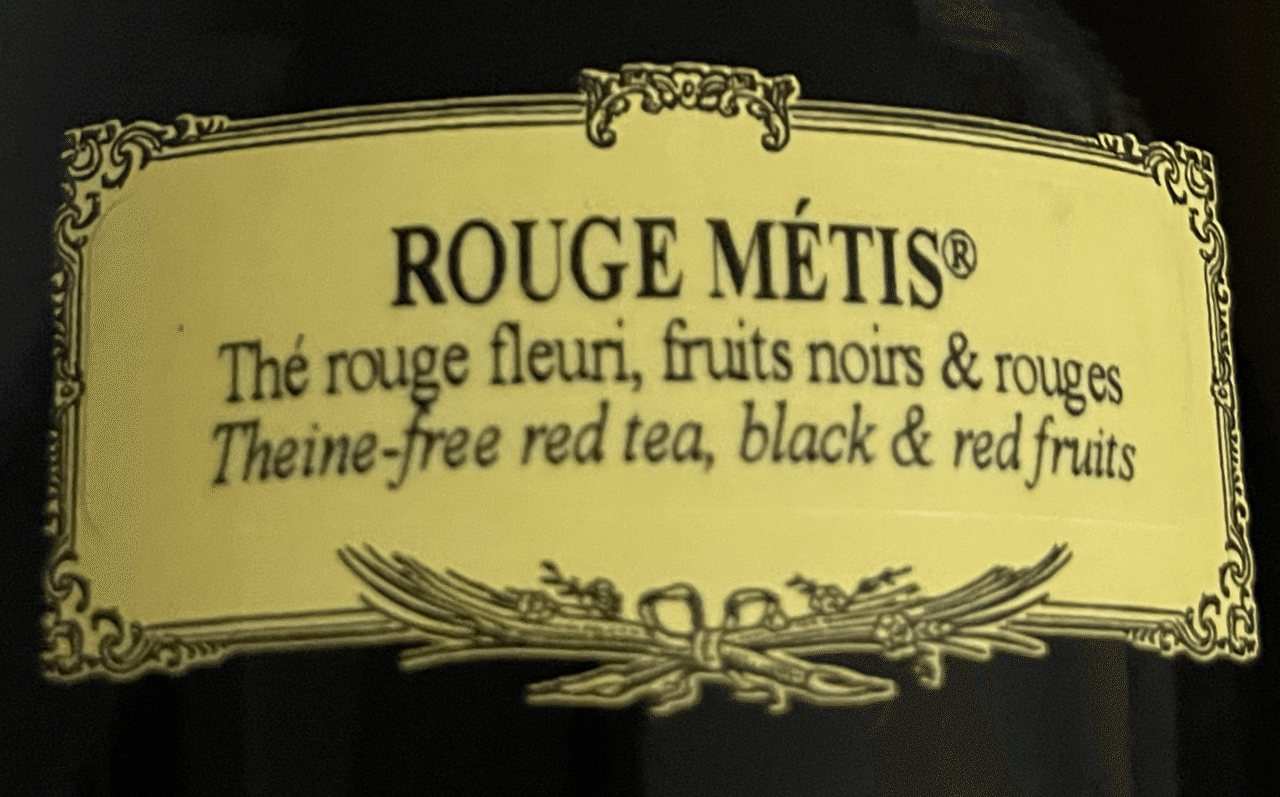 ROUGE MÉTIS®
Thé rouge fleuri, fruits noirs & rouges
Theine-free red tea, black & red fruits